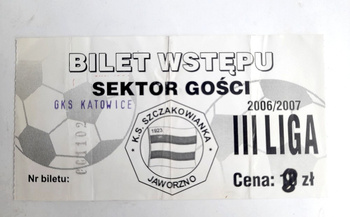 BILET WSTĘPU
SEKTOR GOŚCI
GKS KATOWICE
2006/2007
K.S. SZCZAKOWIANKA
1923
JAWORZNO
III LIGA
Nr biletu:
Cena: zł